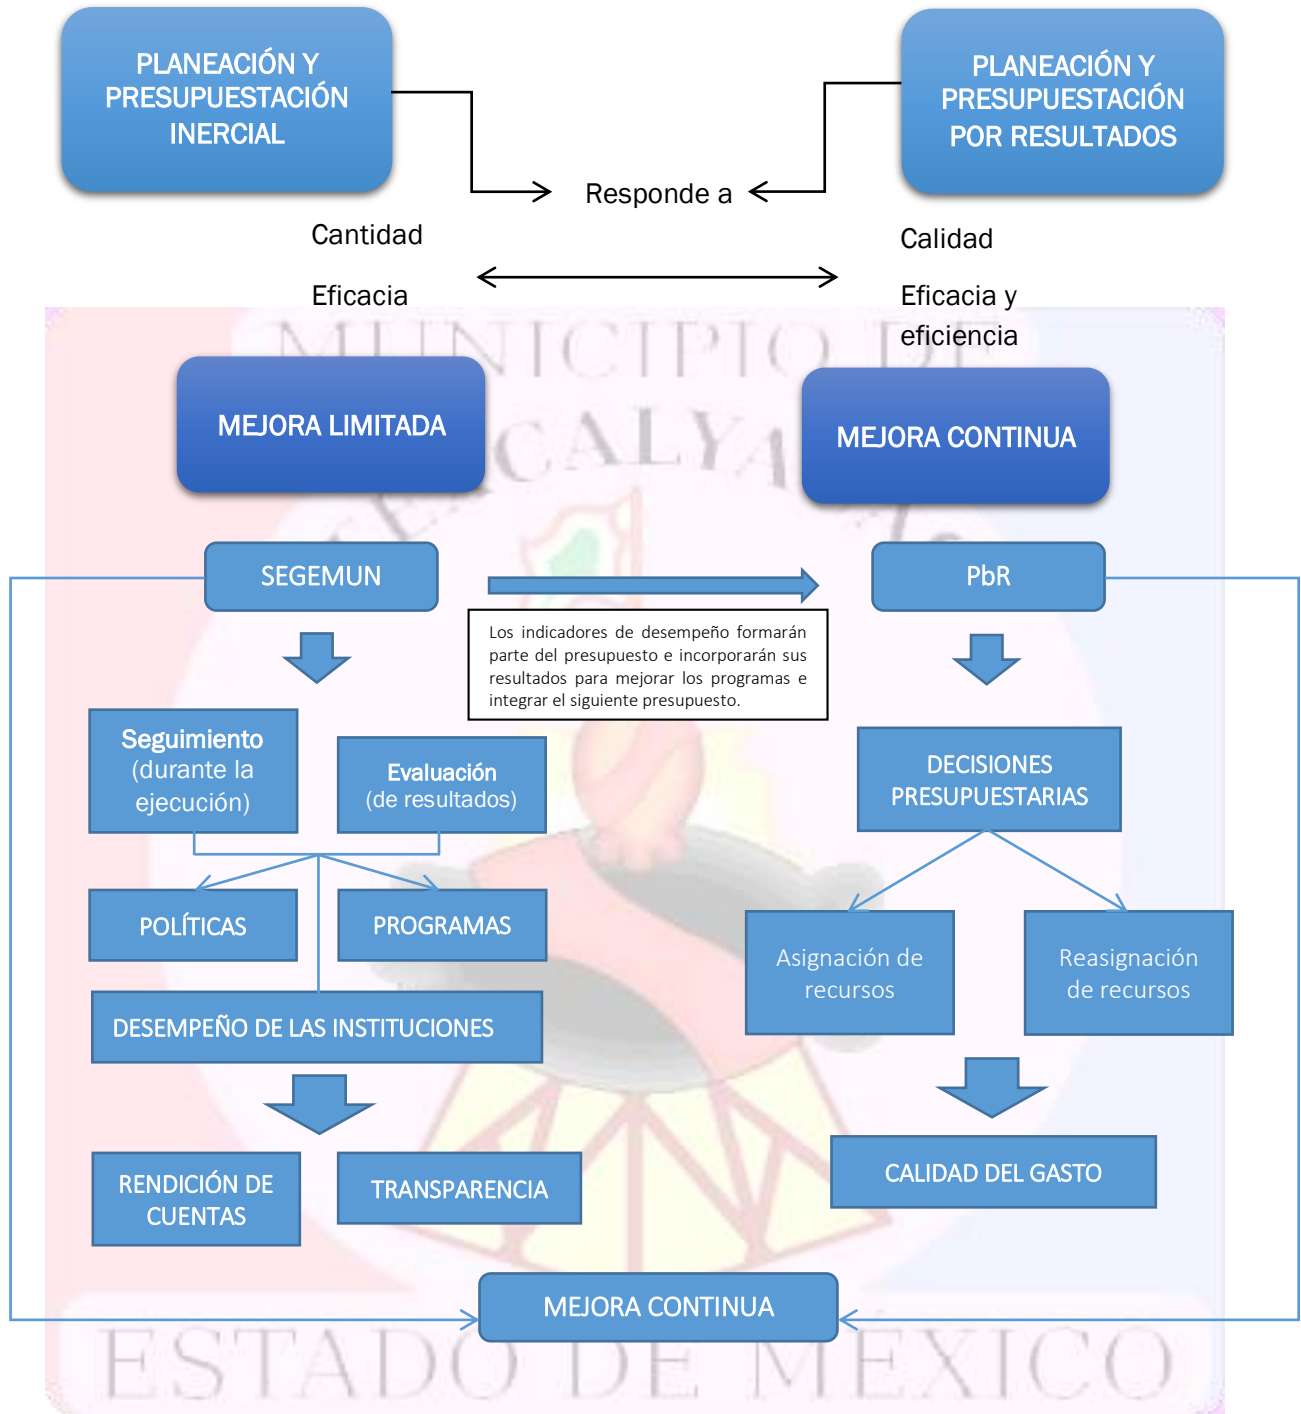 PLANEACIÓN Y
PRESUPUESTACIÓN
INERCIAL
PLANEACIÓN Y
PRESUPUESTACIÓN
POR RESULTADOS
Responde a
Cantidad
Eficacia
Calidad
Eficacia y
eficiencia
MUNICIPIO DE
MEJORA LIMITADA
MEJORA CONTINUA
SEGEMUN
PbR
Los indicadores de desempeño formarán
parte del presupuesto e incorporarán sus
resultados para mejorar los programas e
integrar el siguiente presupuesto.
Seguimiento
(durante la
ejecución)
Evaluación
(de resultados)
DECISIONES
PRESUPUESTARIAS
POLÍTICAS
PROGRAMAS
Asignación de
recursos
Reasignación
de recursos
DESEMPEÑO DE LAS INSTITUCIONES
RENDICIÓN DE
CUENTAS
TRANSPARENCIA
CALIDAD DEL GASTO
MEJORA CONTINUA
ESTADO DE MÉXICO